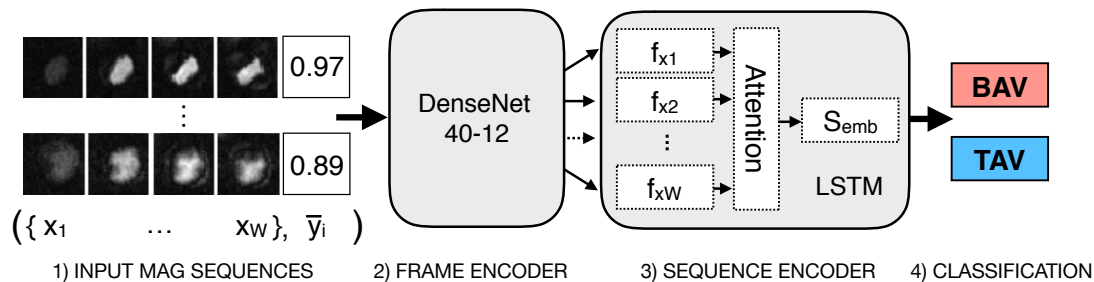 0.97
⋮
0.89
( { x1 … xW }, y̅i )
1) INPUT MAG SEQUENCES
DenseNet
40-12
2) FRAME ENCODER
fx1
fx2
⋮
fxW
Attention
Semb
LSTM
3) SEQUENCE ENCODER
BAV
TAV
4) CLASSIFICATION